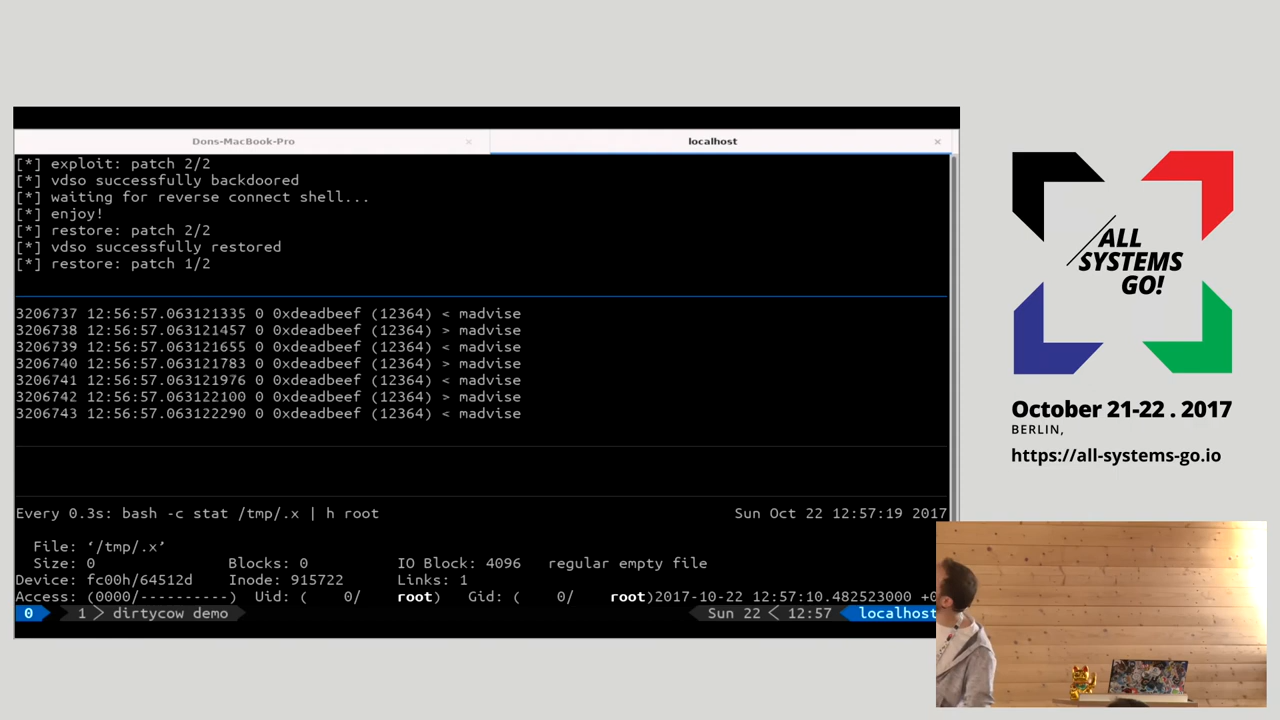 Dons-MacBook-Pro × localhost ×
[*] exploit: patch 2/2
[*] vdso successfully backdoored
[*] waiting for reverse connect shell...
[*] enjoy!
[*] restore: patch 2/2
[*] vdso successfully restored
[*] restore: patch 1/2
3206737 12:56:57.063121335 0 0xdeadbeef (12364) < madvise
3206738 12:56:57.063121457 0 0xdeadbeef (12364) > madvise
3206739 12:56:57.063121655 0 0xdeadbeef (12364) < madvise
3206740 12:56:57.063121783 0 0xdeadbeef (12364) > madvise
3206741 12:56:57.063121976 0 0xdeadbeef (12364) < madvise
3206742 12:56:57.063122100 0 0xdeadbeef (12364) > madvise
3206743 12:56:57.063122290 0 0xdeadbeef (12364) < madvise
Every 0.3s: bash -c stat /tmp/.x | h root Sun Oct 22 12:57:19 2017
File: ‘/tmp/.x’
Size: 0 Blocks: 0 IO Block: 4096 regular empty file
Device: fc00h/64512d Inode: 915722 Links: 1
Access: (0000/----------) Uid: ( 0/ root) Gid: ( 0/ root)2017-10-22 12:57:10.482523000 +0
0 1 dirtycow demo Sun 22 12:57 localhost
ALL
SYSTEMS
GO!
October 21-22 . 2017
BERLIN,
https://all-systems-go.io